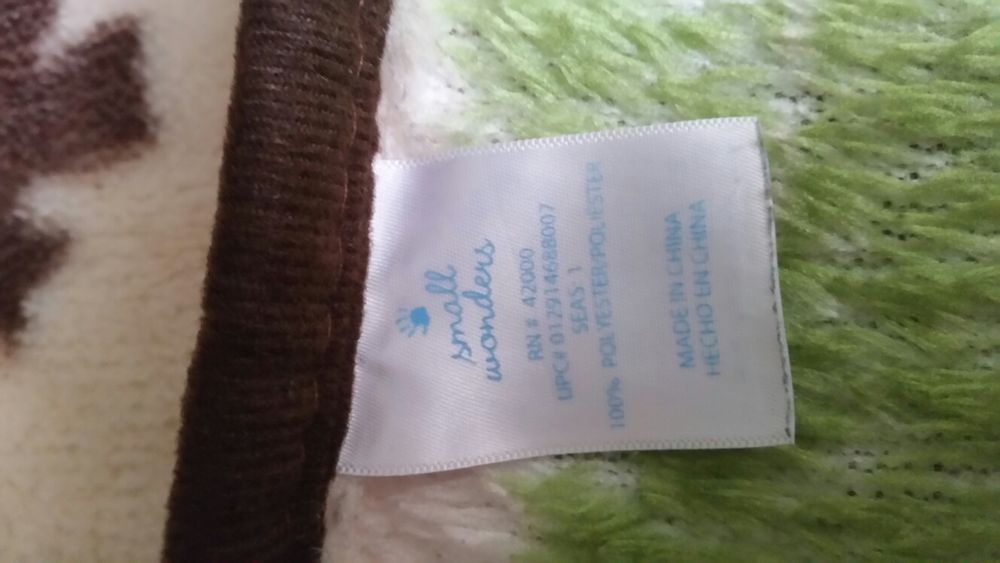 small
wonders
RN # 42000
UPC# 012914688007
SEAS 1
100% POLYESTER/POLIESTER
MADE IN CHINA
HECHO EN CHINA